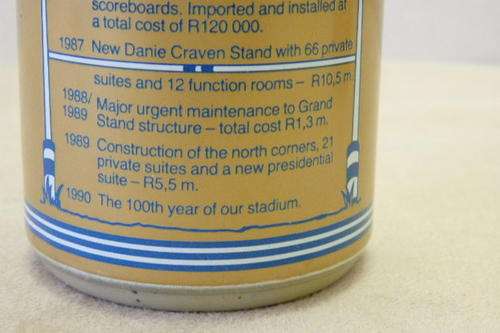 scoreboards. Imported and installed at
a total cost of R120 000.
1987 New Danie Craven Stand with 66 private
suites and 12 function rooms – R10,5 m.
1988/ Major urgent maintenance to Grand
1989 Stand structure – total cost R1,3 m.
1989 Construction of the north corners, 21
private suites and a new presidential
suite – R5,5 m.
1990 The 100th year of our stadium.